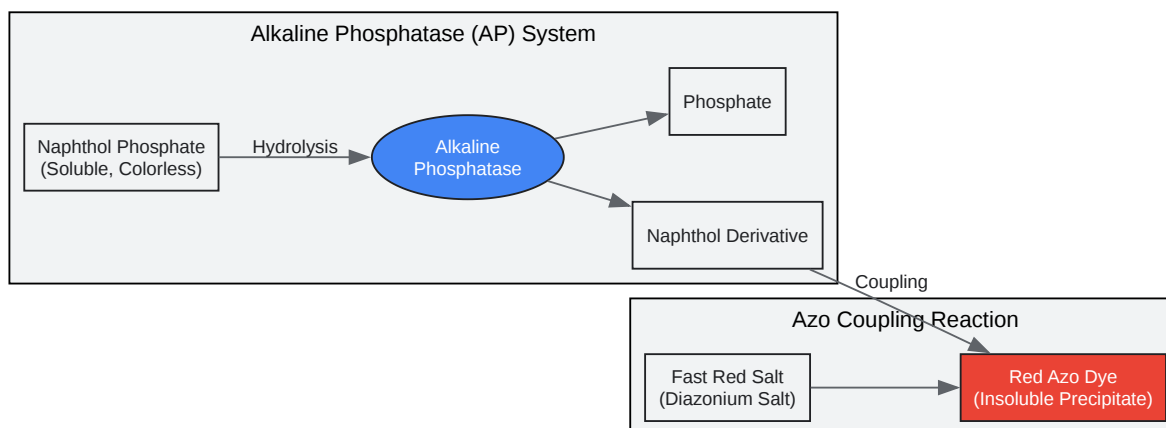 Alkaline Phosphatase (AP) System
Phosphate
Naphthol Phosphate
(Soluble, Colorless)
Hydrolysis
Alkaline
Phosphatase
Naphthol Derivative
Coupling
Azo Coupling Reaction
Fast Red Salt
(Diazonium Salt)
Red Azo Dye
(Insoluble Precipitate)